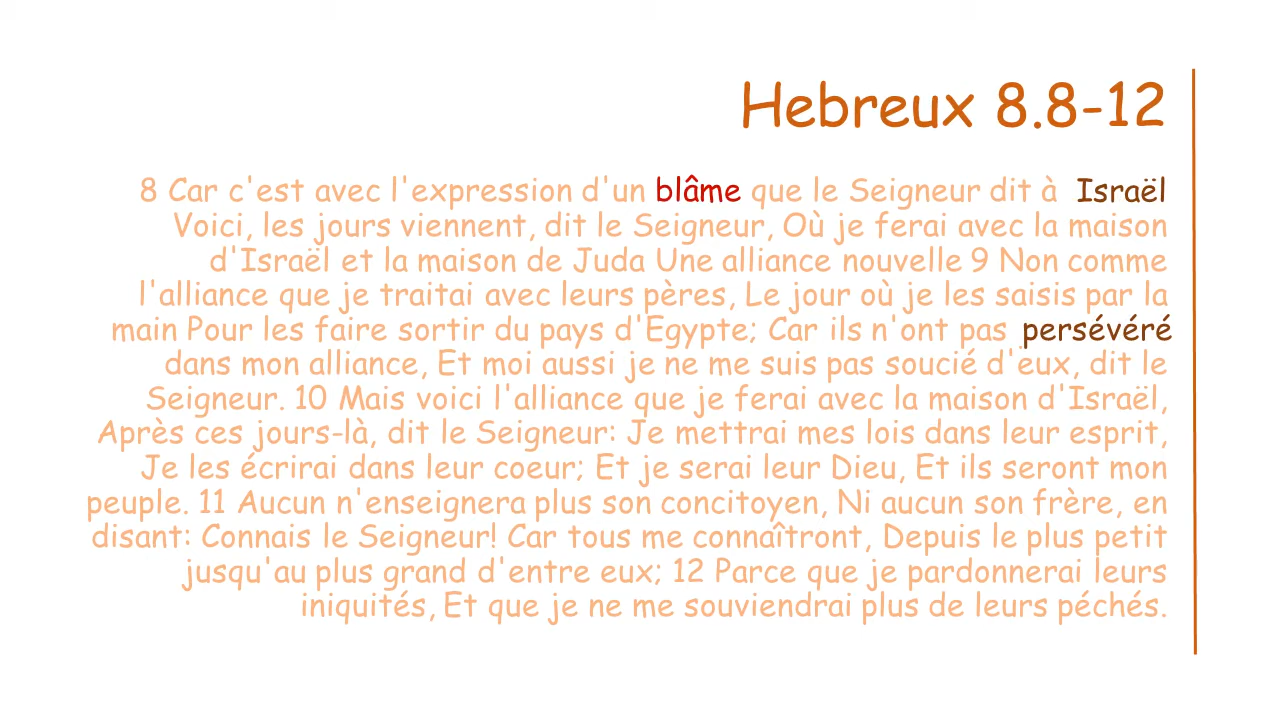 Hebreux 8.8-12
8 Car c'est avec l'expression d'un blâme que le Seigneur dit à Israël
Voici, les jours viennent, dit le Seigneur, Où je ferai avec la maison
d'Israël et la maison de Juda Une alliance nouvelle 9 Non comme
l'alliance que je traitai avec leurs pères, Le jour où je les saisis par la
main Pour les faire sortir du pays d'Egypte; Car ils n'ont pas persévéré
dans mon alliance, Et moi aussi je ne me suis pas soucié d'eux, dit le
Seigneur. 10 Mais voici l'alliance que je ferai avec la maison d'Israël,
Après ces jours-là, dit le Seigneur: Je mettrai mes lois dans leur esprit,
Je les écrirai dans leur coeur; Et je serai leur Dieu, Et ils seront mon
peuple. 11 Aucun n'enseignera plus son concitoyen, Ni aucun son frère, en
disant: Connais le Seigneur! Car tous me connaîtront, Depuis le plus petit
jusqu'au plus grand d'entre eux; 12 Parce que je pardonnerai leurs
iniquités, Et que je ne me souviendrai plus de leurs péchés.